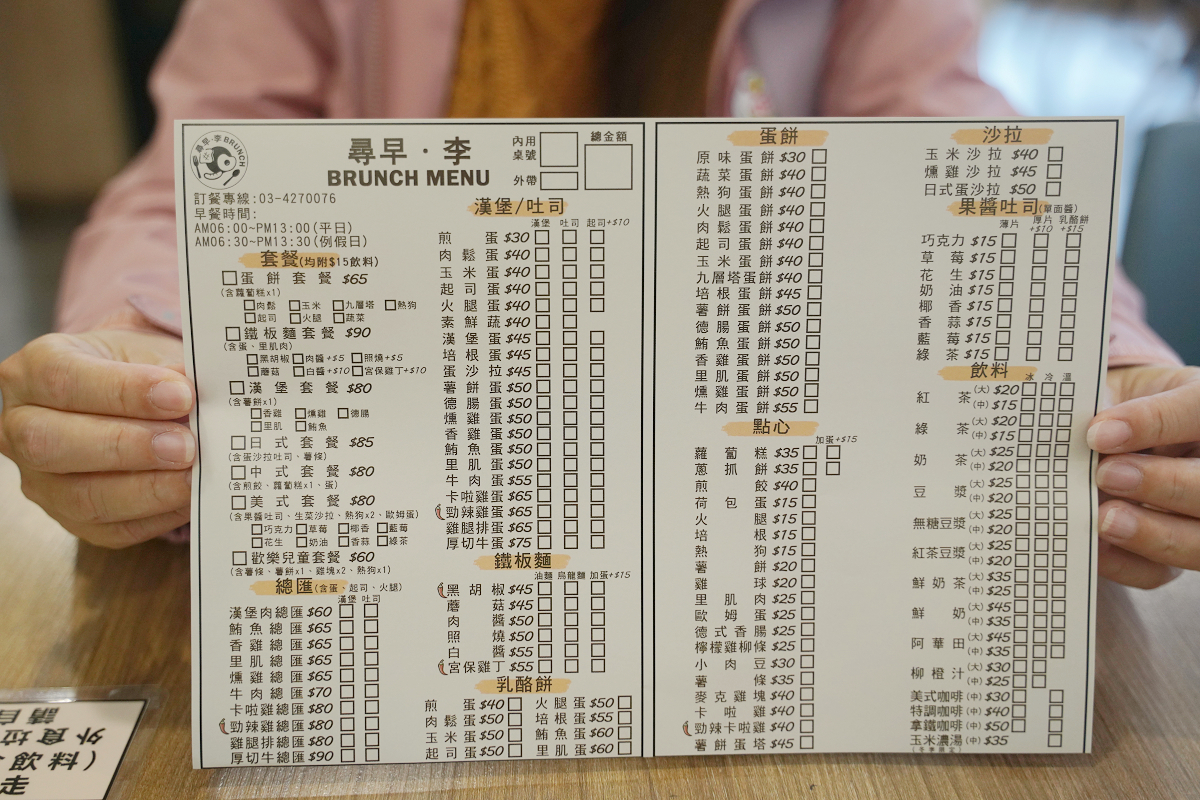 尋早·李 BRUNCH
尋早·李
BRUNCH MENU
內用
桌號
外帶
總金額
訂餐專線:03-4270076
早餐時間:
AM06:00~PM13:00(平日)
AM06:30~PM13:30(例假日)
套餐(均附$15飲料)
蛋餅套餐 $65
(含蘿蔔糕x1)
肉鬆 玉米 九層塔 熱狗
起司 火腿 蔬菜
鐵板麵套餐 $90
(含蛋、里肌肉)
黑胡椒 肉醬+$5 照燒+$5
蘑菇 白醬+$10 宮保雞丁+$10
漢堡套餐 $80
(含薯餅x1)
香雞 燻雞 德腸
里肌 鮪魚
日式套餐 $85
(含蛋沙拉吐司、薯條)
中式套餐 $80
(含煎餃、蘿蔔糕x1、蛋)
美式套餐 $80
(含果醬吐司、生菜沙拉、熱狗x2、歐姆蛋)
巧克力 草莓 椰香 藍莓
花生 奶油 香蒜 綠茶
歡樂兒童套餐 $60
(含薯條、薯餅x1、雞塊x2、熱狗x1)
總匯(含蛋、起司、火腿)
漢堡 吐司
漢堡肉總匯 $60
鮪魚總匯 $65
香雞總匯 $65
里肌總匯 $65
燻雞總匯 $65
牛肉總匯 $70
卡啦雞總匯 $80
勁辣雞總匯 $80
雞腿排總匯 $80
厚切牛總匯 $90
漢堡/吐司
漢堡 吐司 起司+$10
煎蛋 $30
肉鬆蛋 $40
玉米蛋 $40
起司蛋 $40
火腿蛋 $40
素鮮蔬 $40
漢堡蛋 $45
培根蛋 $45
蛋沙拉 $45
薯餅蛋 $50
德腸蛋 $50
燻雞蛋 $50
香雞蛋 $50
鮪魚蛋 $50
里肌蛋 $50
牛肉蛋 $55
卡啦雞蛋 $65
勁辣雞蛋 $65
雞腿排蛋 $65
厚切牛蛋 $75
鐵板麵
油麵 烏龍麵 加蛋+$15
黑胡椒 $45
蘑菇 $45
肉醬 $50
照燒 $50
白醬 $55
宮保雞丁 $55
乳酪餅
煎蛋 $40 火腿蛋 $50
肉鬆蛋 $50 培根蛋 $55
玉米蛋 $50 鮪魚蛋 $60
起司蛋 $50 里肌蛋 $60
蛋餅
原味蛋餅 $30
蔬菜蛋餅 $40
熱狗蛋餅 $40
火腿蛋餅 $40
肉鬆蛋餅 $40
起司蛋餅 $40
玉米蛋餅 $40
九層塔蛋餅 $40
培根蛋餅 $45
薯餅蛋餅 $50
德腸蛋餅 $50
鮪魚蛋餅 $50
香雞蛋餅 $50
里肌蛋餅 $50
燻雞蛋餅 $50
牛肉蛋餅 $55
點心
加蛋+$15
蘿蔔糕 $35
蔥抓餅 $35
煎餃 $40
荷包蛋 $15
火腿 $15
培根 $15
熱狗 $15
薯餅 $20
雞球 $20
里肌肉 $25
歐姆蛋 $25
德式香腸 $25
檸檬雞柳條 $25
小肉豆 $30
薯條 $35
麥克雞塊 $40
卡啦雞 $40
勁辣卡啦雞 $40
薯餅蛋塔 $45
沙拉
玉米沙拉 $40
燻雞沙拉 $45
日式蛋沙拉 $50
果醬吐司(單面醬)
薄片 厚片+$10 乳酪餅+$15
巧克力 $15
草莓 $15
花生 $15
奶油 $15
椰香 $15
香蒜 $15
藍莓 $15
綠茶 $15
飲料
冰 冷 溫
紅茶 (大) $20
(中) $15
綠茶 (大) $20
(中) $15
奶茶 (大) $25
(中) $20
豆漿 (大) $25
(中) $20
無糖豆漿 (大) $25
(中) $20
紅茶豆漿 (大) $25
(中) $20
鮮奶茶 (大) $35
(中) $25
鮮奶 (大) $45
(中) $35
阿華田 (大) $45
(中) $35
柳橙汁 (大) $30
(中) $25
美式咖啡 (中) $30
特調咖啡 (中) $40
拿鐵咖啡 (中) $50
玉米濃湯 (中) $35
(冬季限定)
請自
外食垃
飲料)
走